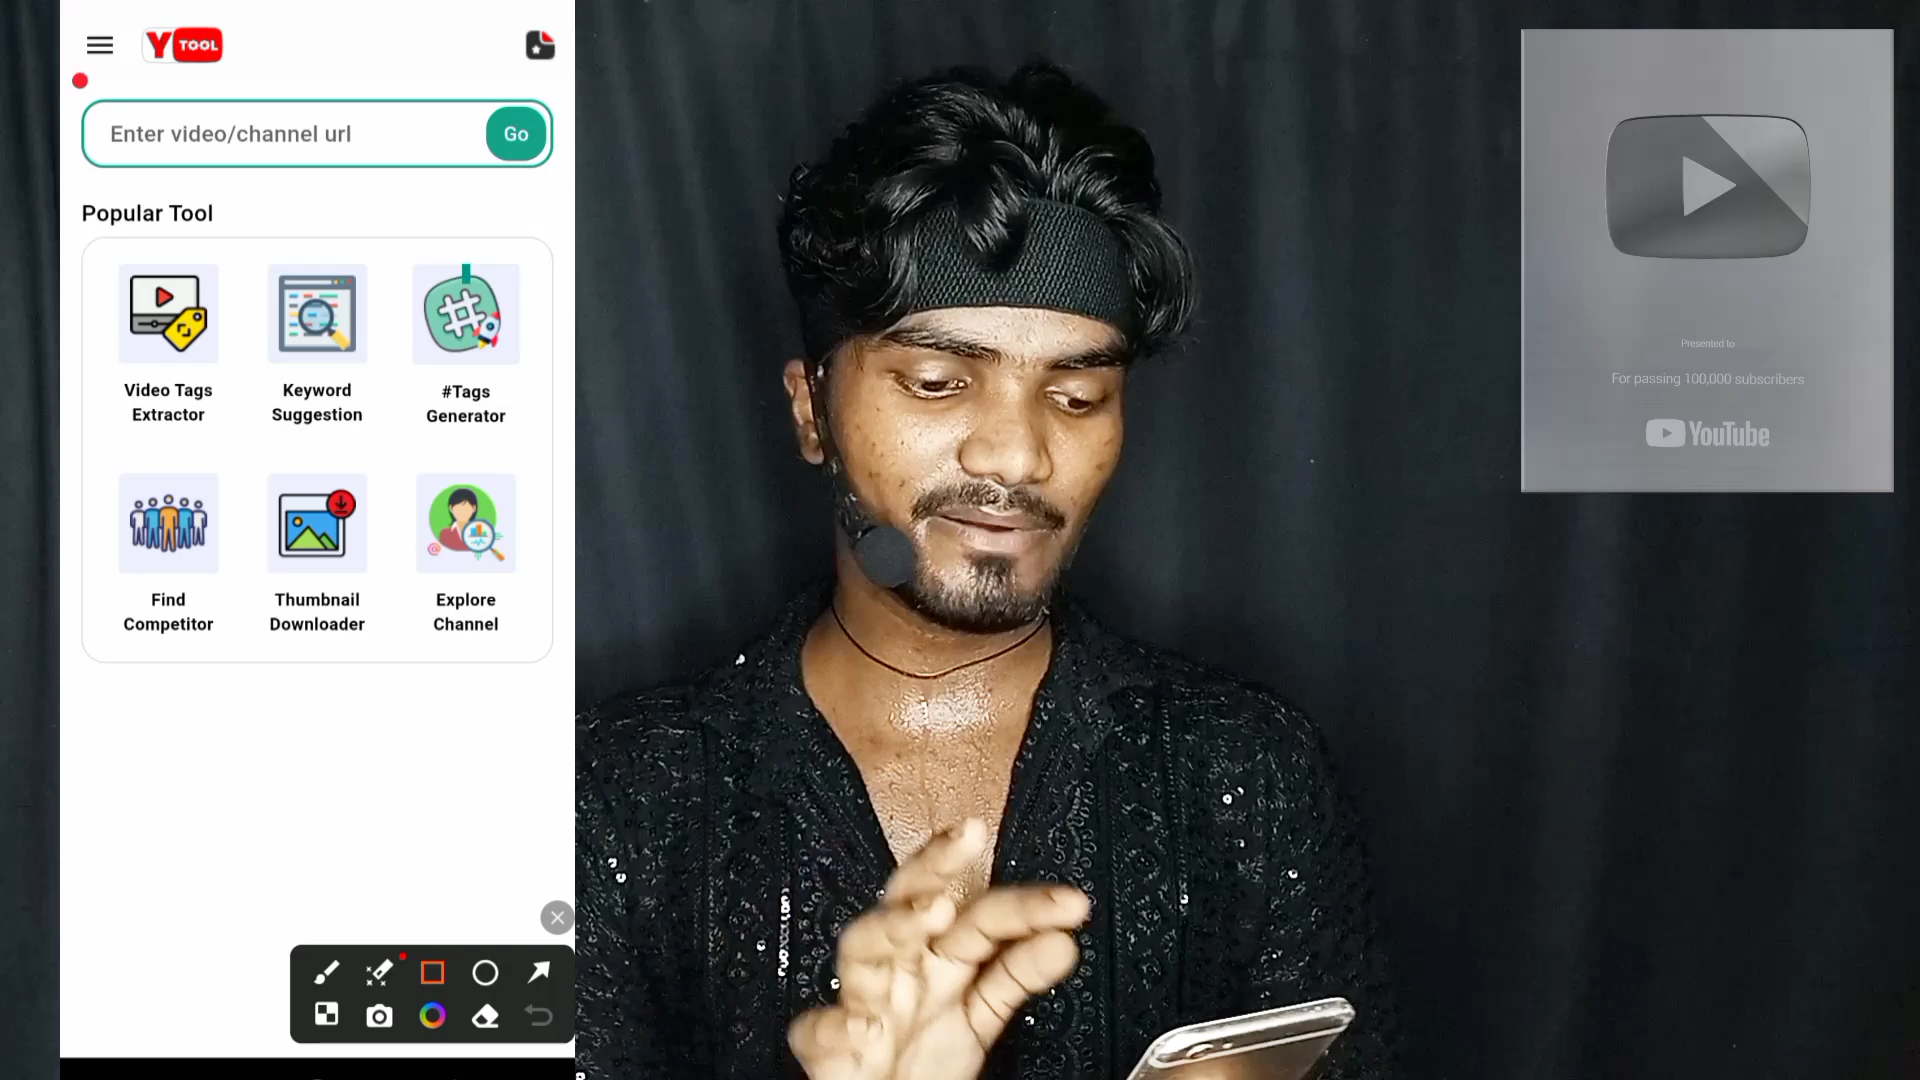 Y TOOL
Enter video/channel url
Go
Popular Tool
Video Tags
Extractor
Keyword
Suggestion
#Tags
Generator
Find
Competitor
Thumbnail
Downloader
Explore
Channel
Presented to
For passing 100,000 subscribers
YouTube